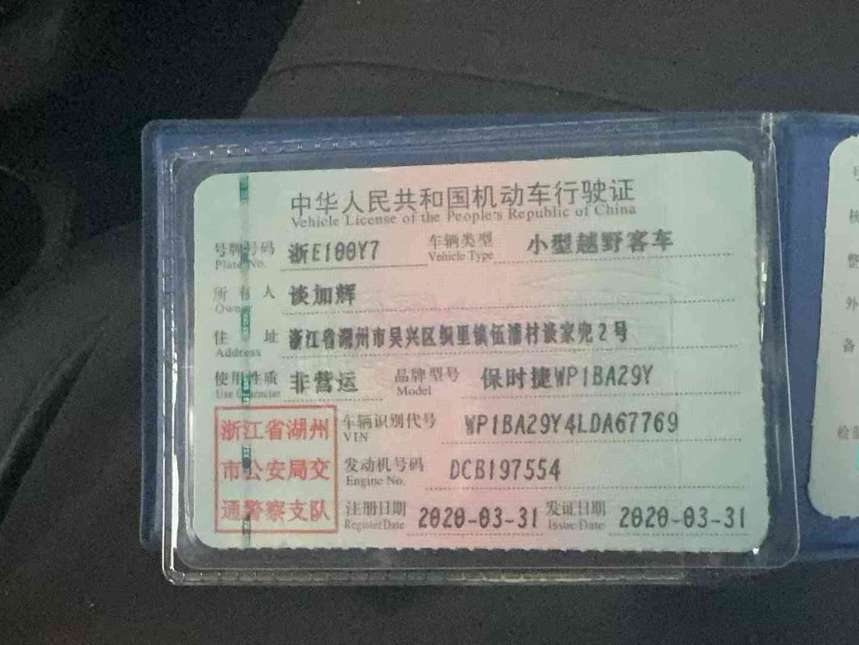 中华人民共和国机动车行驶证
Vehicle License of the People's Republic of China
号牌号码 浙E100Y7 车辆类型 小型越野客车
Plate No. Vehicle Type
所有人 谈加辉
Owner
住址 浙江省湖州市吴兴区织里镇伍浦村谈家兜2号
Address
使用性质 非营运 品牌型号 保时捷WP1BA29Y
Use Character Model
浙江省湖州 车辆识别代号 WP1BA29Y4LDA67769
VIN
市公安局交 发动机号码 DCB197554
Engine No.
通警察支队 注册日期 2020-03-31 发证日期 2020-03-31
Register Date Issue Date